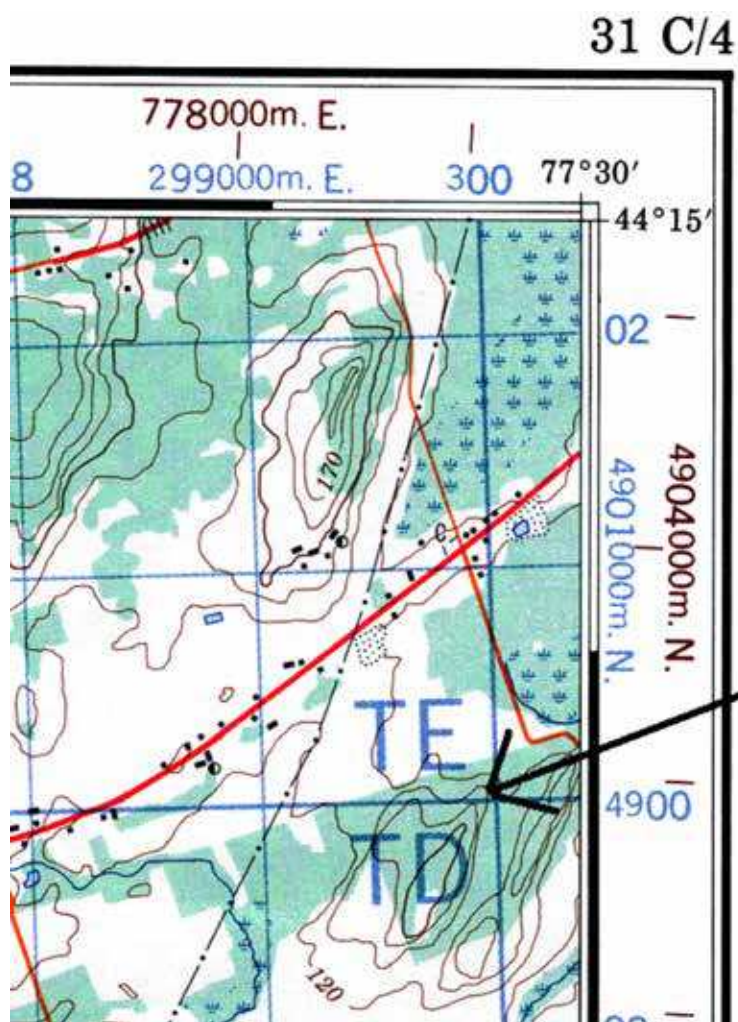 31 C/4
778000m. E.
8 299000m. E. 300 77°30′
44°15′
02
170
4901000m. N.
4904000m. N.
TE
4900
TD
120